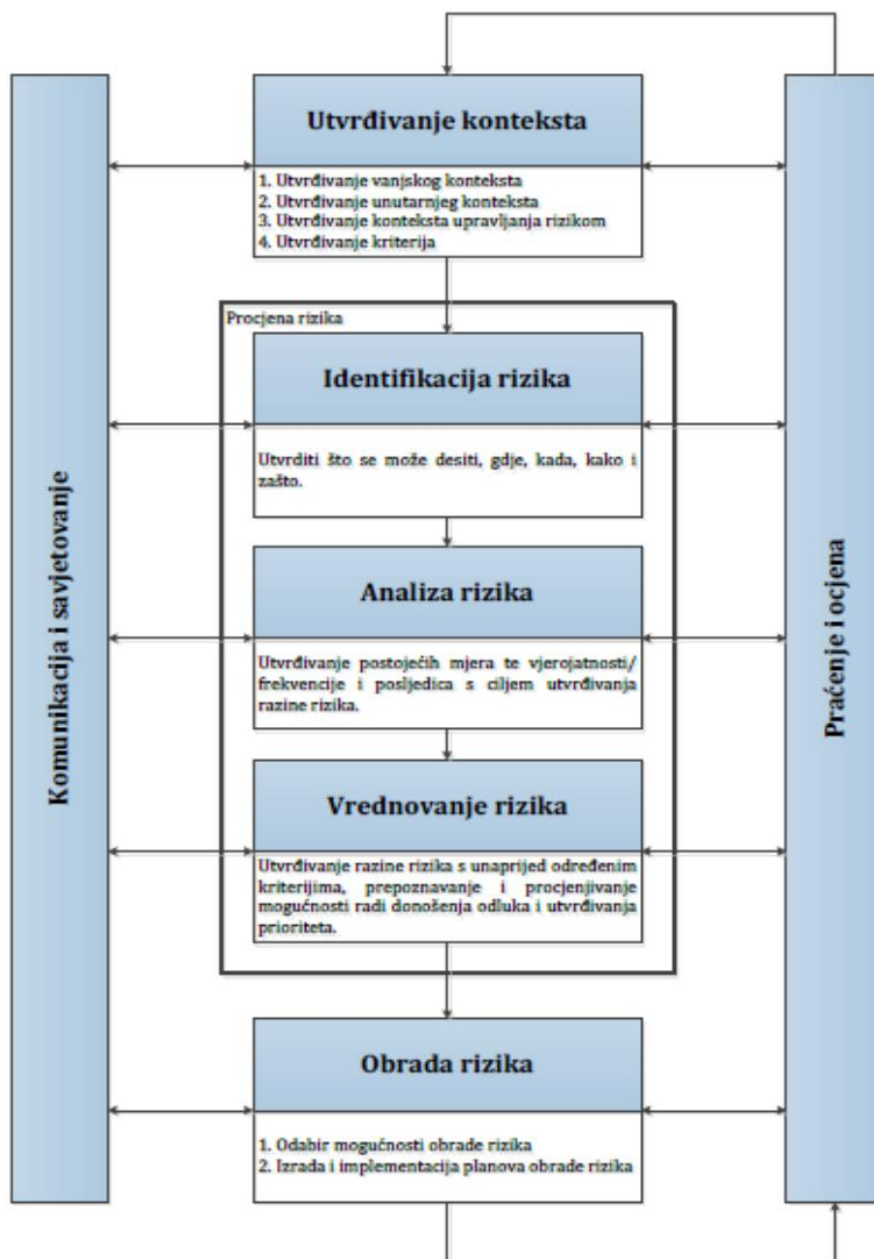 Utvrđivanje konteksta
1. Utvrđivanje vanjskog konteksta
2. Utvrđivanje unutarnjeg konteksta
3. Utvrđivanje konteksta upravljanja rizikom
4. Utvrđivanje kriterija
Procjena rizika
Identifikacija rizika
Utvrditi što se može desiti, gdje, kada, kako i
zašto.
Analiza rizika
Utvrđivanje postojećih mjera te vjerojatnosti/
frekvencije i posljedica s ciljem utvrđivanja
razine rizika.
Vrednovanje rizika
Utvrđivanje razine rizika s unaprijed određenim
kriterijima, prepoznavanje i procjenjivanje
mogućnosti radi donošenja odluka i utvrđivanja
prioriteta.
Obrada rizika
1. Odabir mogućnosti obrade rizika
2. Izrada i implementacija planova obrade rizika
Komunikacija i savjetovanje
Praćenje i ocjena